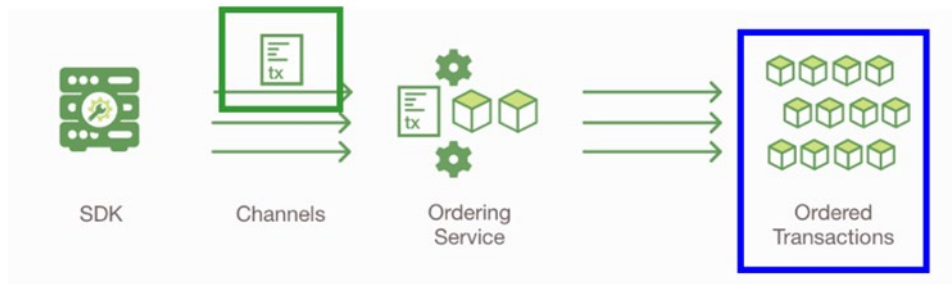 tx
tx
SDK
Channels
Ordering
Service
Ordered
Transactions